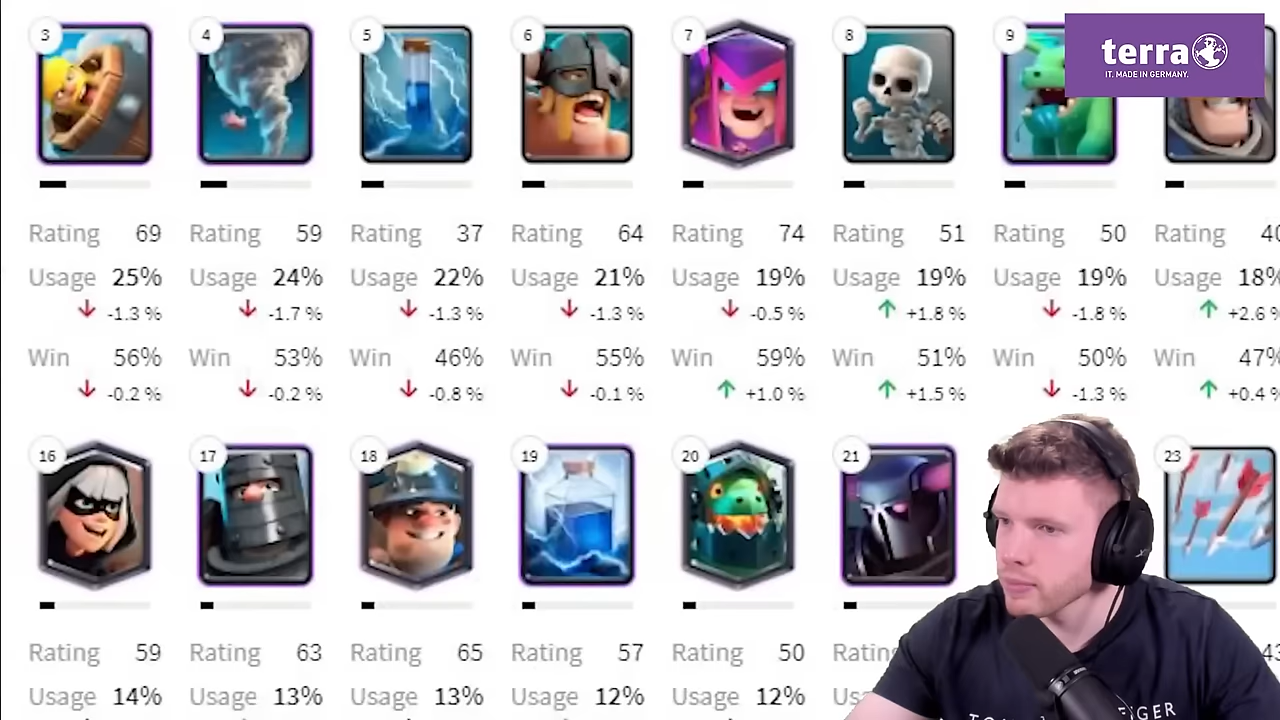 3 4 5 6 7 8 9
terra
IT. MADE IN GERMANY.
Rating 69 Rating 59 Rating 37 Rating 64 Rating 74 Rating 51 Rating 50 Rating 40
Usage 25% Usage 24% Usage 22% Usage 21% Usage 19% Usage 19% Usage 19% Usage 18%
-1.3 % -1.7 % -1.3 % -1.3 % -0.5 % +1.8 % -1.8 % +2.6 %
Win 56% Win 53% Win 46% Win 55% Win 59% Win 51% Win 50% Win 47%
-0.2 % -0.2 % -0.8 % -0.1 % +1.0 % +1.5 % -1.3 % +0.4 %
16 17 18 19 20 21 23
Rating 59 Rating 63 Rating 65 Rating 57 Rating 50 Rating 43
Usage 14% Usage 13% Usage 13% Usage 12% Usage 12%